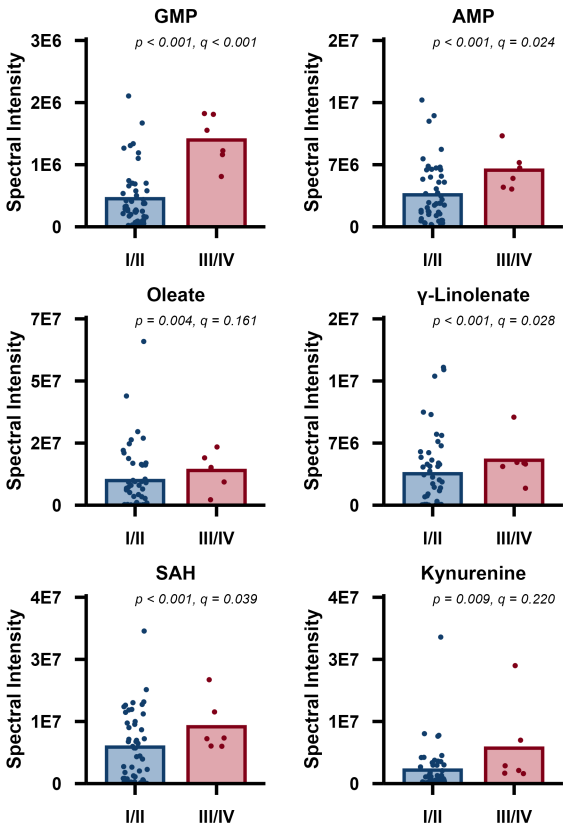 GMP
p < 0.001, q < 0.001
Spectral Intensity
3E6
2E6
1E6
0
I/II
III/IV
AMP
p < 0.001, q = 0.024
Spectral Intensity
2E7
1E7
7E6
0
I/II
III/IV
Oleate
p = 0.004, q = 0.161
Spectral Intensity
7E7
5E7
2E7
0
I/II
III/IV
γ-Linolenate
p < 0.001, q = 0.028
Spectral Intensity
2E7
1E7
7E6
0
I/II
III/IV
SAH
p < 0.001, q = 0.039
Spectral Intensity
4E7
3E7
1E7
0
I/II
III/IV
Kynurenine
p = 0.009, q = 0.220
Spectral Intensity
4E7
3E7
1E7
0
I/II
III/IV